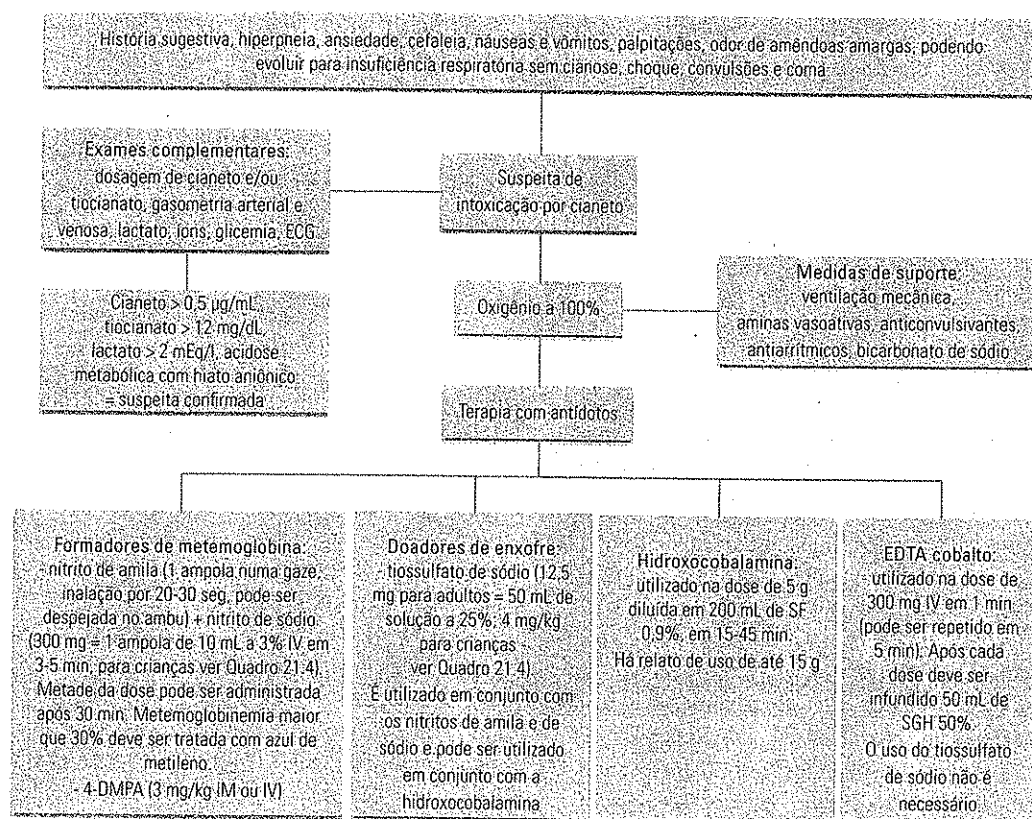 História sugestiva, hiperpneia, ansiedade, cefaleia, náuseas e vômitos, palpitações, odor de amêndoas amargas, podendo
evoluir para insuficiência respiratória sem cianose, choque, convulsões e coma
Exames complementares:
dosagem de cianeto e/ou
tiocianato, gasometria arterial e
venosa, lactato, íons, glicemia, ECG
Suspeita de
intoxicação por cianeto
Cianeto > 0,5 µg/mL,
tiocianato > 12 mg/dL,
lactato > 2 mEq/l, acidose
metabólica com hiato aniônico
= suspeita confirmada
Oxigênio a 100%
Medidas de suporte:
ventilação mecânica,
aminas vasoativas, anticonvulsivantes,
antiarrítmicos, bicarbonato de sódio
Terapia com antídotos
Formadores de metemoglobina:
- nitrito de amila (1 ampola numa gaze,
inalação por 20-30 seg, pode ser
despejada no ambu) + nitrito de sódio
(300 mg = 1 ampola de 10 mL a 3% IV em
3-5 min, para crianças ver Quadro 21.4).
Metade da dose pode ser administrada
após 30 min. Metemoglobinemia maior
que 30% deve ser tratada com azul de
metileno.
- 4-DMPA (3 mg/kg IM ou IV)
Doadores de enxofre:
- tiossulfato de sódio (12,5
mg para adultos = 50 mL de
solução a 25%; 4 mg/kg
para crianças -
ver Quadro 21.4)
É utilizado em conjunto com
os nitritos de amila e de
sódio e pode ser utilizado
em conjunto com a
hidroxocobalamina
Hidroxocobalamina:
- utilizado na dose de 5 g
diluída em 200 mL de SF
0,9%, em 15-45 min.
Há relato de uso de até 15 g
EDTA cobalto:
- utilizado na dose de
300 mg IV em 1 min
(pode ser repetido em
5 min). Após cada
dose deve ser
infundido 50 mL de
SGH 50%.
O uso do tiossulfato
de sódio não é
necessário.